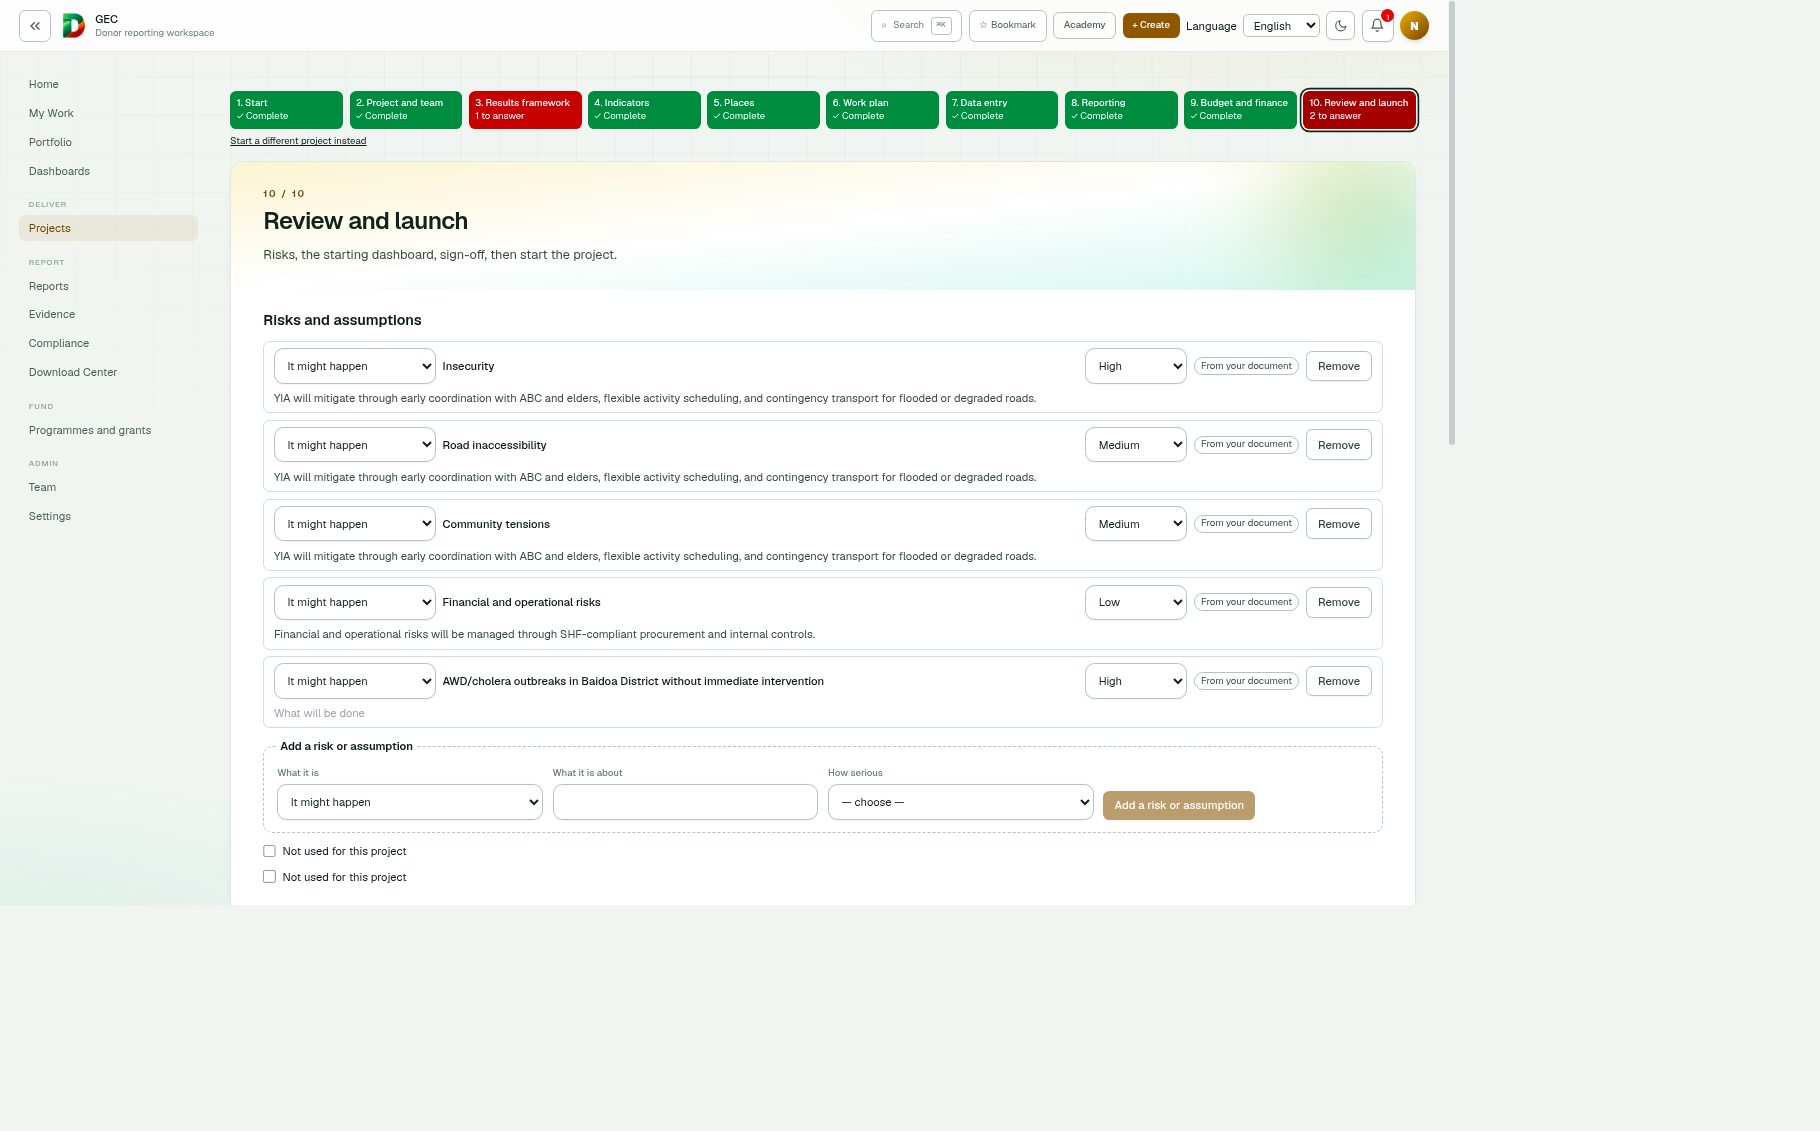 GEC
Donor reporting workspace
Search ⌘K
☆ Bookmark
Academy
+ Create
Language
English
1
N
Home
My Work
Portfolio
Dashboards
DELIVER
Projects
REPORT
Reports
Evidence
Compliance
Download Center
FUND
Programmes and grants
ADMIN
Team
Settings
1. Start
✓ Complete
2. Project and team
✓ Complete
3. Results framework
1 to answer
4. Indicators
✓ Complete
5. Places
✓ Complete
6. Work plan
✓ Complete
7. Data entry
✓ Complete
8. Reporting
✓ Complete
9. Budget and finance
✓ Complete
10. Review and launch
2 to answer
Start a different project instead
10 / 10
Review and launch
Risks, the starting dashboard, sign-off, then start the project.
Risks and assumptions
It might happen Insecurity High From your document Remove
YIA will mitigate through early coordination with ABC and elders, flexible activity scheduling, and contingency transport for flooded or degraded roads.
It might happen Road inaccessibility Medium From your document Remove
YIA will mitigate through early coordination with ABC and elders, flexible activity scheduling, and contingency transport for flooded or degraded roads.
It might happen Community tensions Medium From your document Remove
YIA will mitigate through early coordination with ABC and elders, flexible activity scheduling, and contingency transport for flooded or degraded roads.
It might happen Financial and operational risks Low From your document Remove
Financial and operational risks will be managed through SHF-compliant procurement and internal controls.
It might happen AWD/cholera outbreaks in Baidoa District without immediate intervention High From your document Remove
What will be done
Add a risk or assumption
What it is What it is about How serious
It might happen — choose — Add a risk or assumption
Not used for this project
Not used for this project